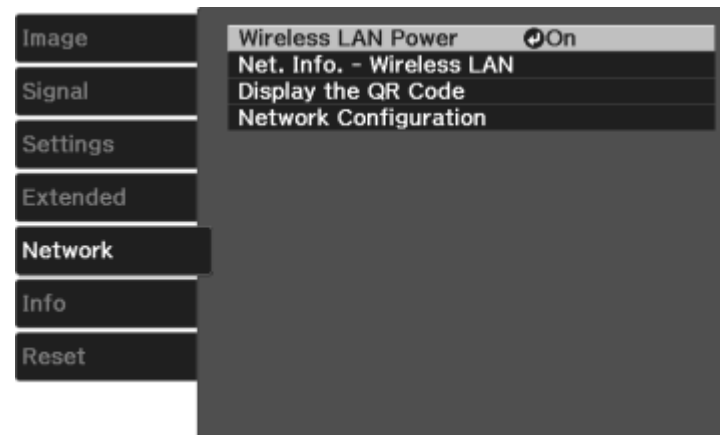 Image
Signal
Settings
Extended
Network
Info
Reset
Wireless LAN Power On
Net. Info. - Wireless LAN
Display the QR Code
Network Configuration